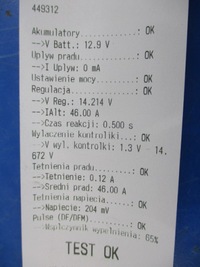 449312
Akumulatory..............: OK
-->V Batt.: 12.9 V
Uplyw pradu..............: OK
-->I Uplyw: 0 mA
Ustawienie mocy..........: OK
Regulacja................: OK
-->V Reg.: 14.214 V
-->IAlt: 46.00 A
-->Czas reakcji: 0.500 s
Wylaczenie kontrolki..: OK
-->V wyl. kontrolki: 1.3 V - 14.
672 V
Tetnienia pradu..........: OK
-->Tetnienie: 0.12 A
-->Sredni prad: 46.00 A
Tetnienia napiecia.......: OK
-->Napiecie: 204 mV
Pulse (DF/DFM)...........: OK
-->Wspolczynnik wypelnienia: 65%
TEST OK